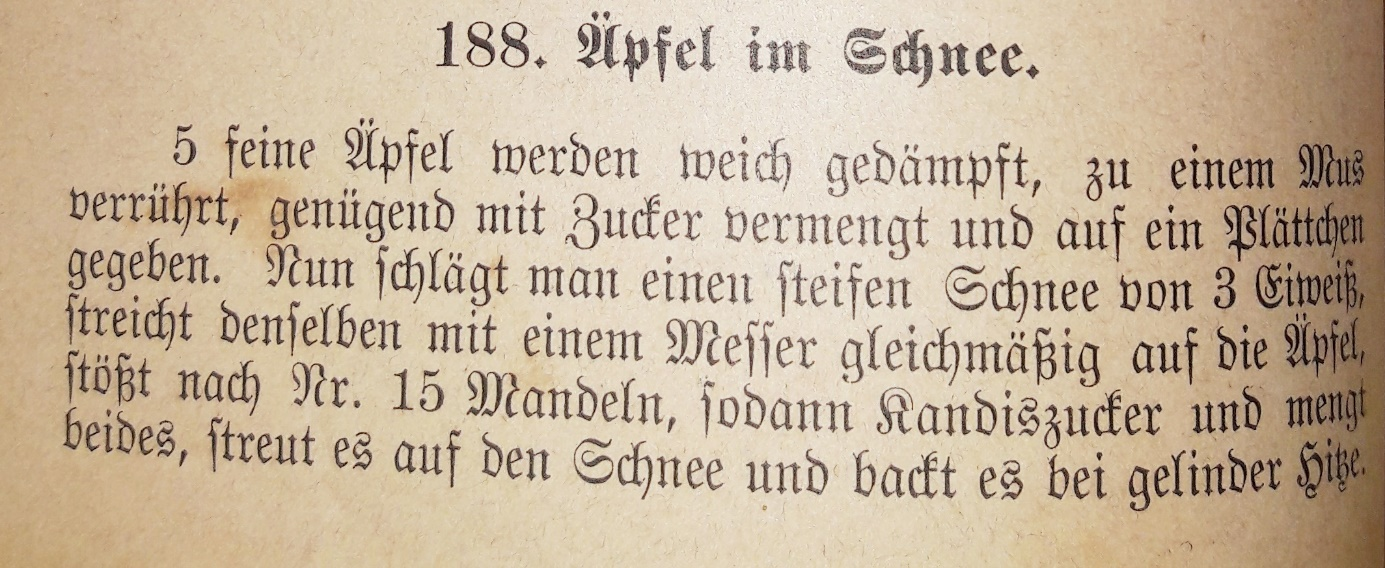 188. Äpfel im Schnee.
5 feine Äpfel werden weich gedämpft, zu einem Mus
verrührt, genügend mit Zucker vermengt und auf ein Plättchen
gegeben. Nun schlägt man einen steifen Schnee von 3 Eiweiß,
streicht denselben mit einem Messer gleichmäßig auf die Äpfel,
stößt nach Nr. 15 Mandeln, sodann Kandiszucker und mengt
beides, streut es auf den Schnee und backt es bei gelinder Hitze.